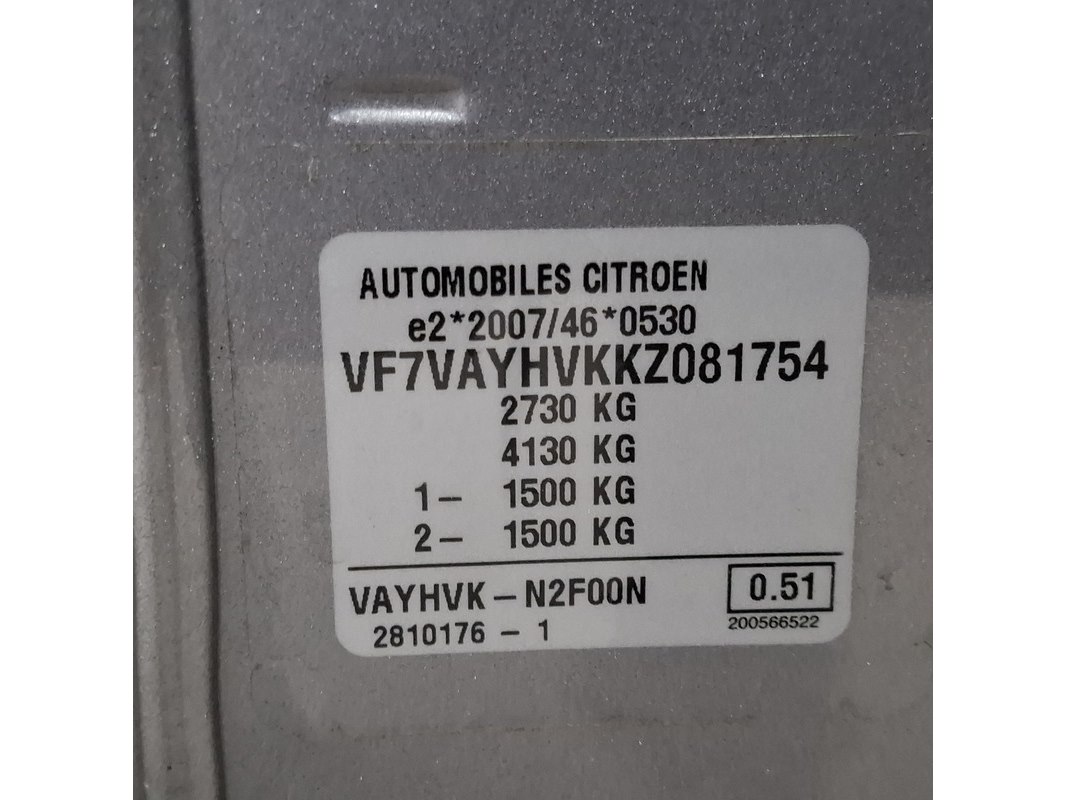 AUTOMOBILES CITROEN
e2*2007/46*0530
VF7VAYHVKKZ081754
2730 KG
4130 KG
1- 1500 KG
2- 1500 KG
VAYHVK-N2F00N
0.51
2810176-1
200566522